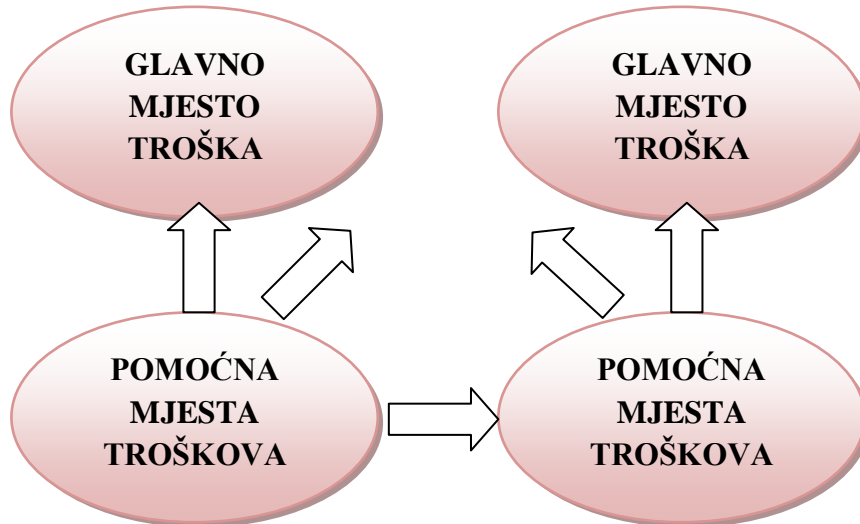 GLAVNO
MJESTO
TROŠKA
GLAVNO
MJESTO
TROŠKA
POMOĆNA
MJESTA
TROŠKOVA
POMOĆNA
MJESTA
TROŠKOVA